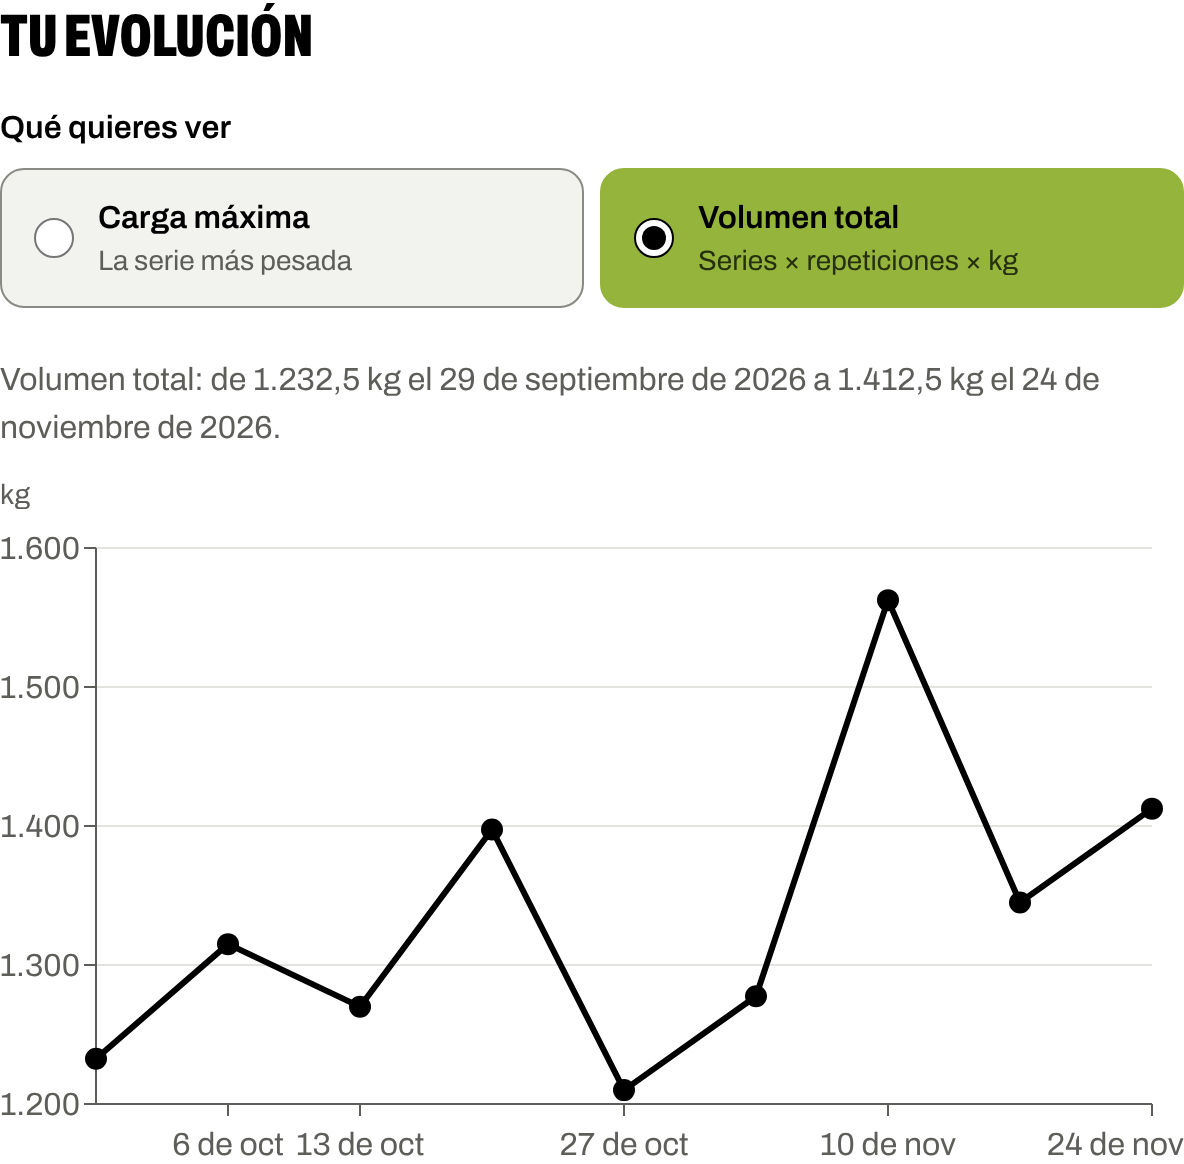 TU EVOLUCIÓN
Qué quieres ver
Carga máxima
La serie más pesada
Volumen total
Series × repeticiones × kg
Volumen total: de 1.232,5 kg el 29 de septiembre de 2026 a 1.412,5 kg el 24 de
noviembre de 2026.
kg
1.600
1.500
1.400
1.300
1.200
6 de oct 13 de oct 27 de oct 10 de nov 24 de nov